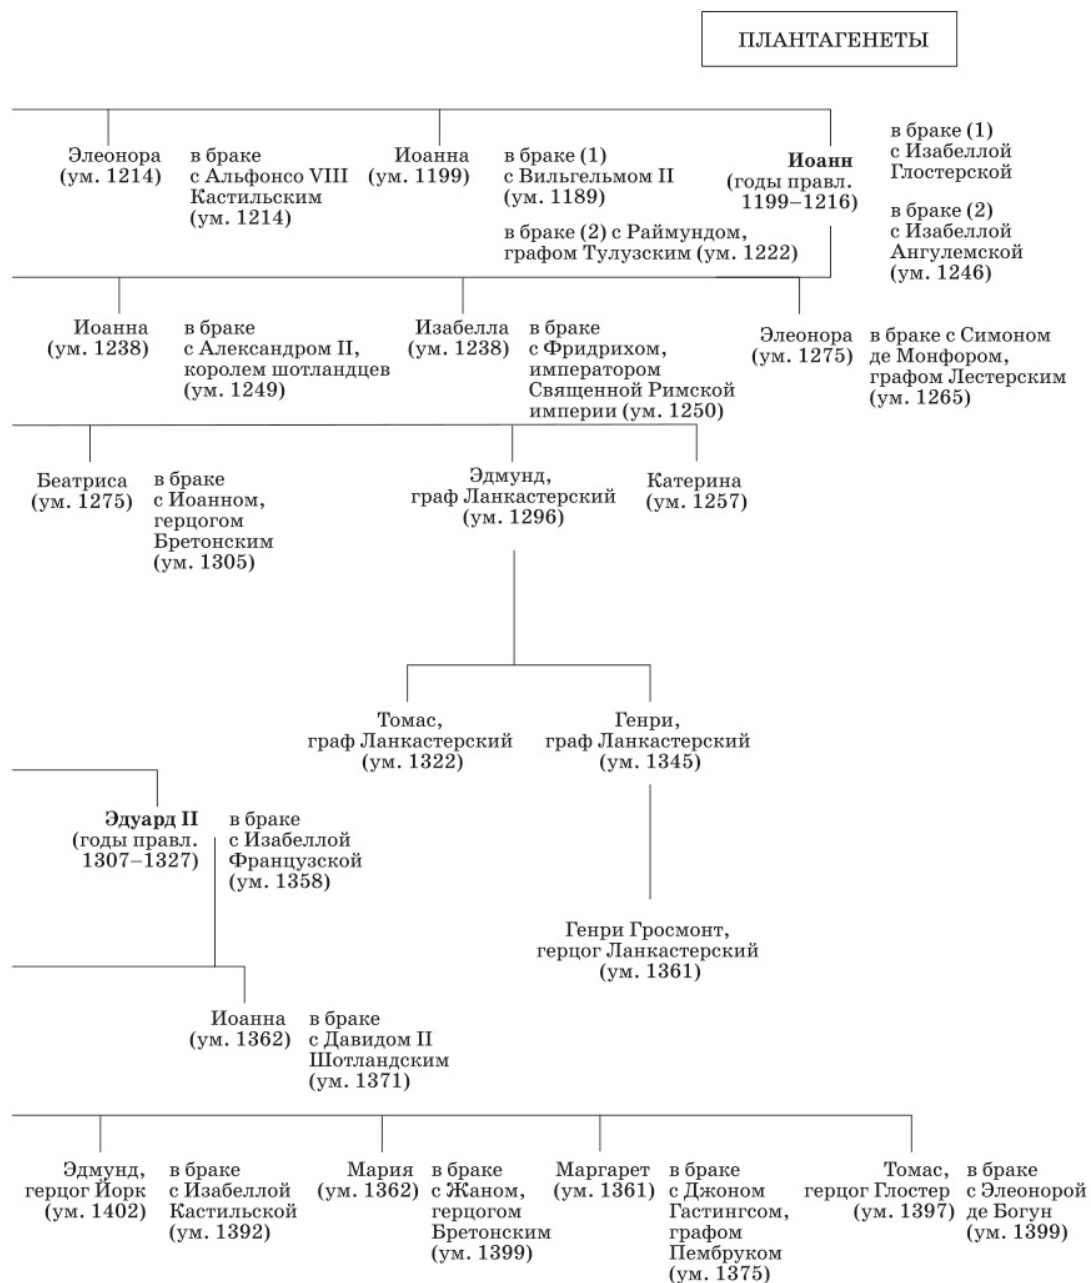 ПЛАНТАГЕНЕТЫ
Элеонора
(ум. 1214)
в браке
с Альфонсо VIII
Кастильским
(ум. 1214)
Иоанна
(ум. 1199)
в браке (1)
с Вильгельмом II
(ум. 1189)
в браке (2) с Раймундом,
графом Тулузским (ум. 1222)
Иоанн
(годы правл.
1199–1216)
в браке (1)
с Изабеллой
Глостерской
в браке (2)
с Изабеллой
Ангулемской
(ум. 1246)
Иоанна
(ум. 1238)
в браке
с Александром II,
королем шотландцев
(ум. 1249)
Изабелла
(ум. 1238)
в браке
с Фридрихом,
императором
Священной Римской
империи (ум. 1250)
Элеонора
(ум. 1275)
в браке с Симоном
де Монфором,
графом Лестерским
(ум. 1265)
Беатриса
(ум. 1275)
в браке
с Иоанном,
герцогом
Бретонским
(ум. 1305)
Эдмунд,
граф Ланкастерский
(ум. 1296)
Катерина
(ум. 1257)
Томас,
граф Ланкастерский
(ум. 1322)
Генри,
граф Ланкастерский
(ум. 1345)
Эдуард II
(годы правл.
1307–1327)
в браке
с Изабеллой
Французской
(ум. 1358)
Генри Гросмонт,
герцог Ланкастерский
(ум. 1361)
Иоанна
(ум. 1362)
в браке
с Давидом II
Шотландским
(ум. 1371)
Эдмунд,
герцог Йорк
(ум. 1402)
в браке
с Изабеллой
Кастильской
(ум. 1392)
Мария
(ум. 1362)
в браке
с Жаном,
герцогом
Бретонским
(ум. 1399)
Маргарет
(ум. 1361)
в браке
с Джоном
Гастингсом,
графом
Пембруком
(ум. 1375)
Томас,
герцог Глостер
(ум. 1397)
в браке
с Элеонорой
де Богун
(ум. 1399)